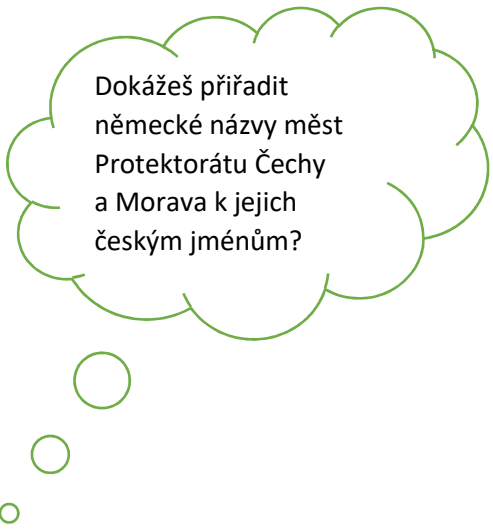 Dokážeš přiřadit
německé názvy měst
Protektorátu Čechy
a Morava k jejich
českým jménům?